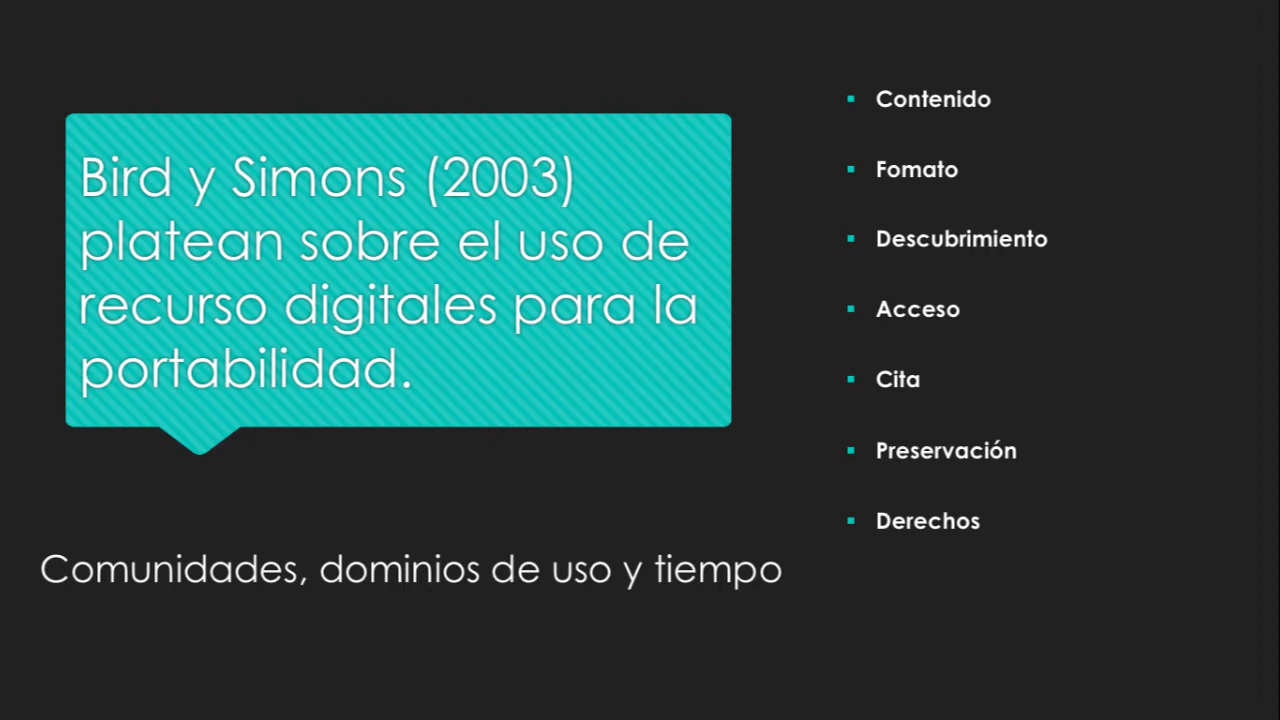 Bird y Simons (2003)
platean sobre el uso de
recurso digitales para la
portabilidad.
Comunidades, dominios de uso y tiempo
Contenido
Fomato
Descubrimiento
Acceso
Cita
Preservación
Derechos